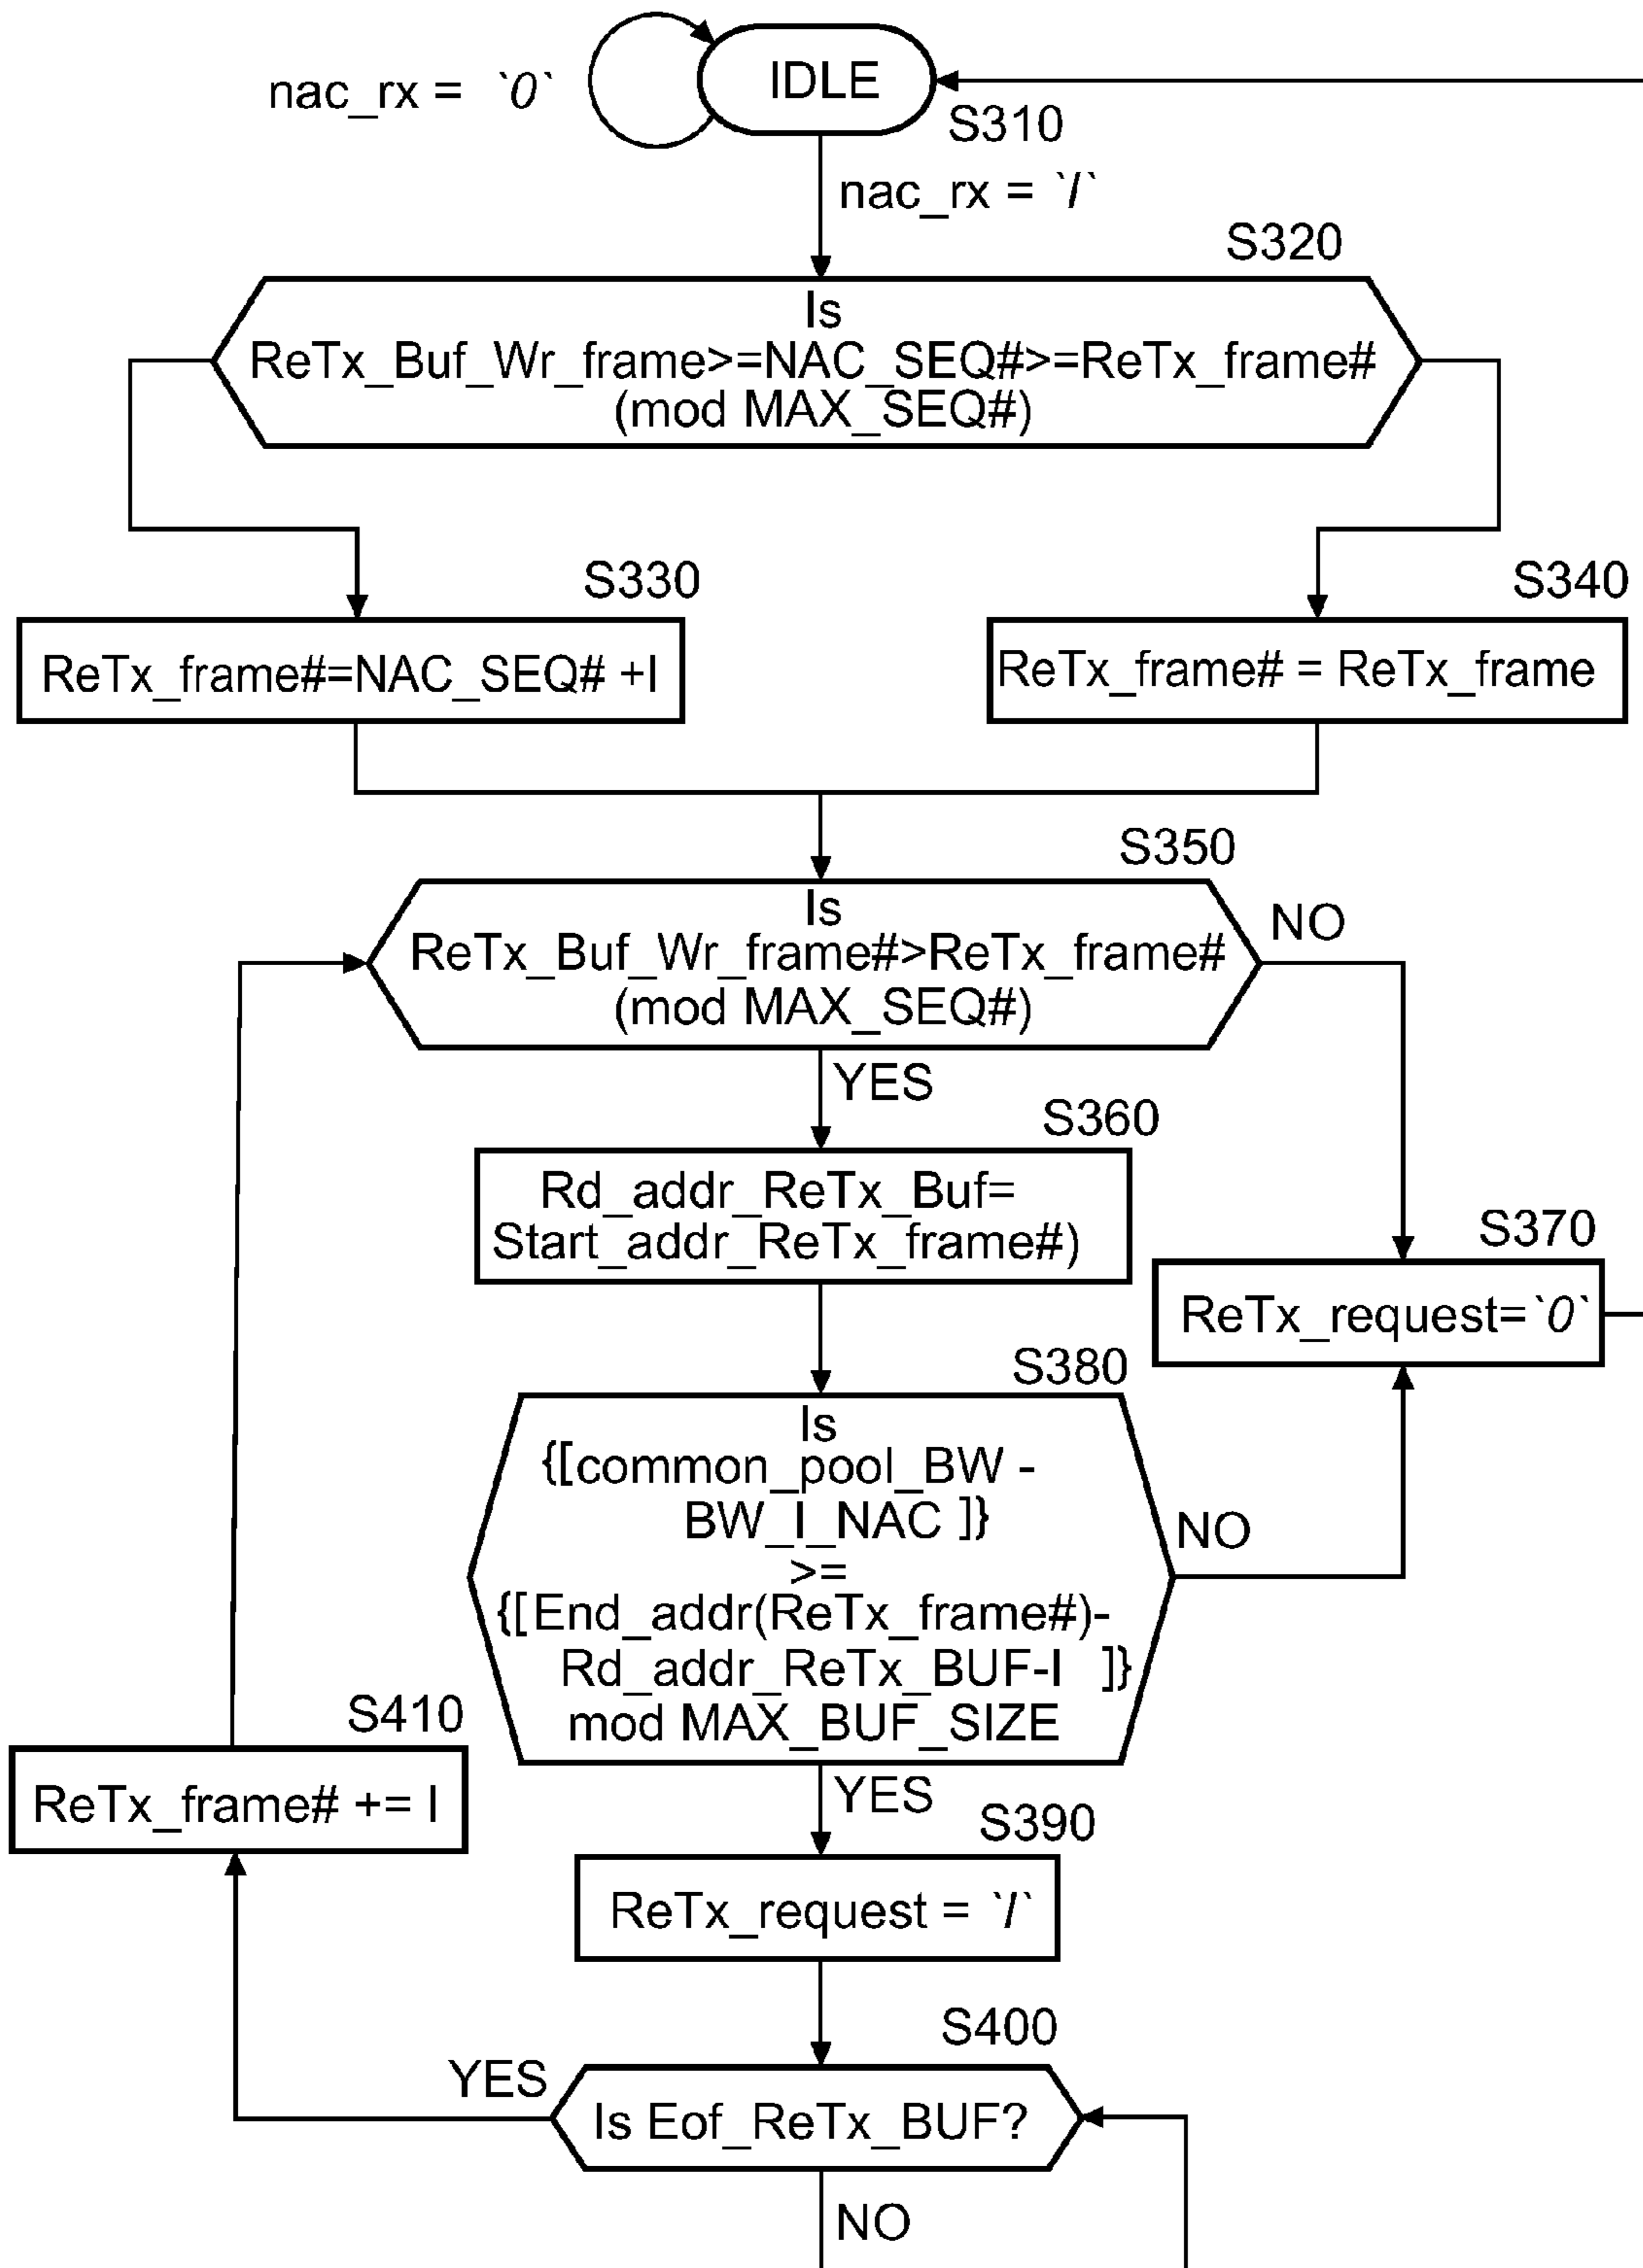 IDLE
nac_rx = `0`
S310
nac_rx = `I`
S320
Is
ReTx_Buf_Wr_frame>=NAC_SEQ#>=ReTx_frame#
(mod MAX_SEQ#)
S330
ReTx_frame#=NAC_SEQ# +I
S340
ReTx_frame# = ReTx_frame
S350
Is
ReTx_Buf_Wr_frame#>ReTx_frame#
(mod MAX_SEQ#)
NO
YES
S360
Rd_addr_ReTx_Buf=
Start_addr_ReTx_frame#)
S370
ReTx_request=`0`
S380
Is
{[common_pool_BW -
BW_I_NAC ]}
>=
{[End_addr(ReTx_frame#)-
Rd_addr_ReTx_BUF-I ]}
mod MAX_BUF_SIZE
NO
YES
S390
ReTx_request = `I`
S400
Is Eof_ReTx_BUF?
YES
S410
ReTx_frame# += I
NO